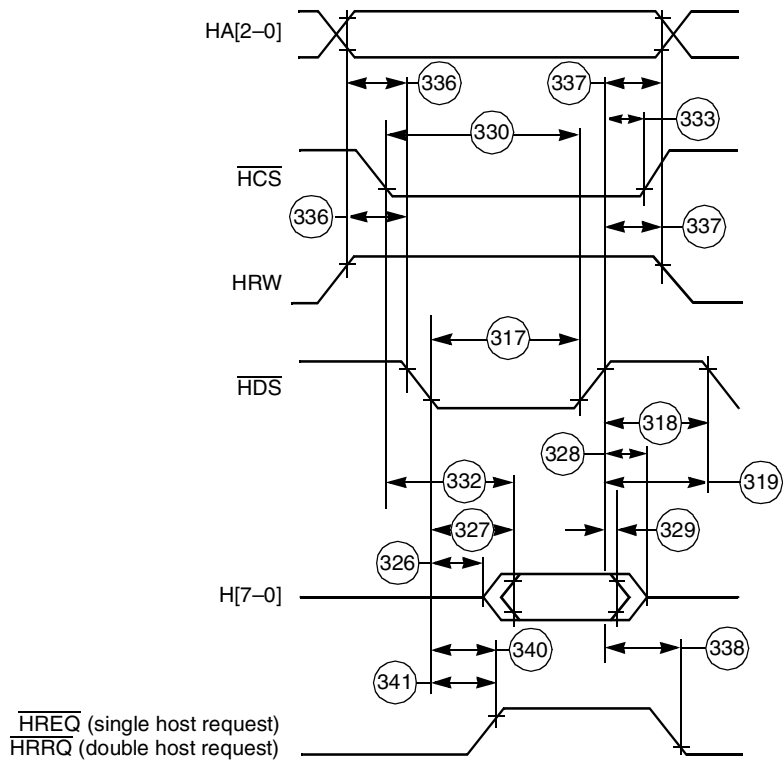 HA[2–0]
336
337
333
330
HCS
336
337
HRW
317
HDS
318
328
332
319
327
329
326
H[7–0]
340
338
341
HREQ (single host request)
HRRQ (double host request)